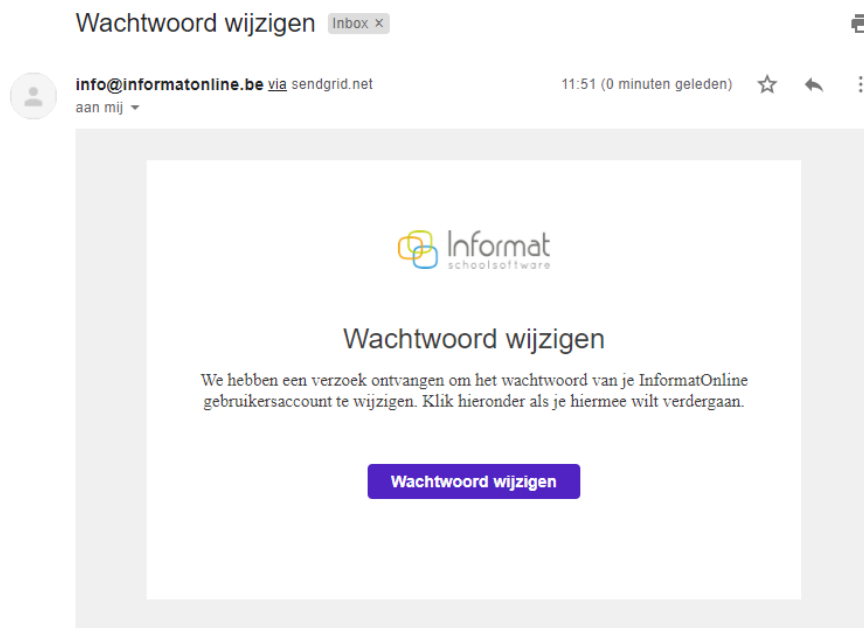 Wachtwoord wijzigen Inbox ×
info@informatonline.be via sendgrid.net 11:51 (0 minuten geleden)
aan mij
Informat
schoolsoftware
Wachtwoord wijzigen
We hebben een verzoek ontvangen om het wachtwoord van je InformatOnline
gebruikersaccount te wijzigen. Klik hieronder als je hiermee wilt verdergaan.
Wachtwoord wijzigen